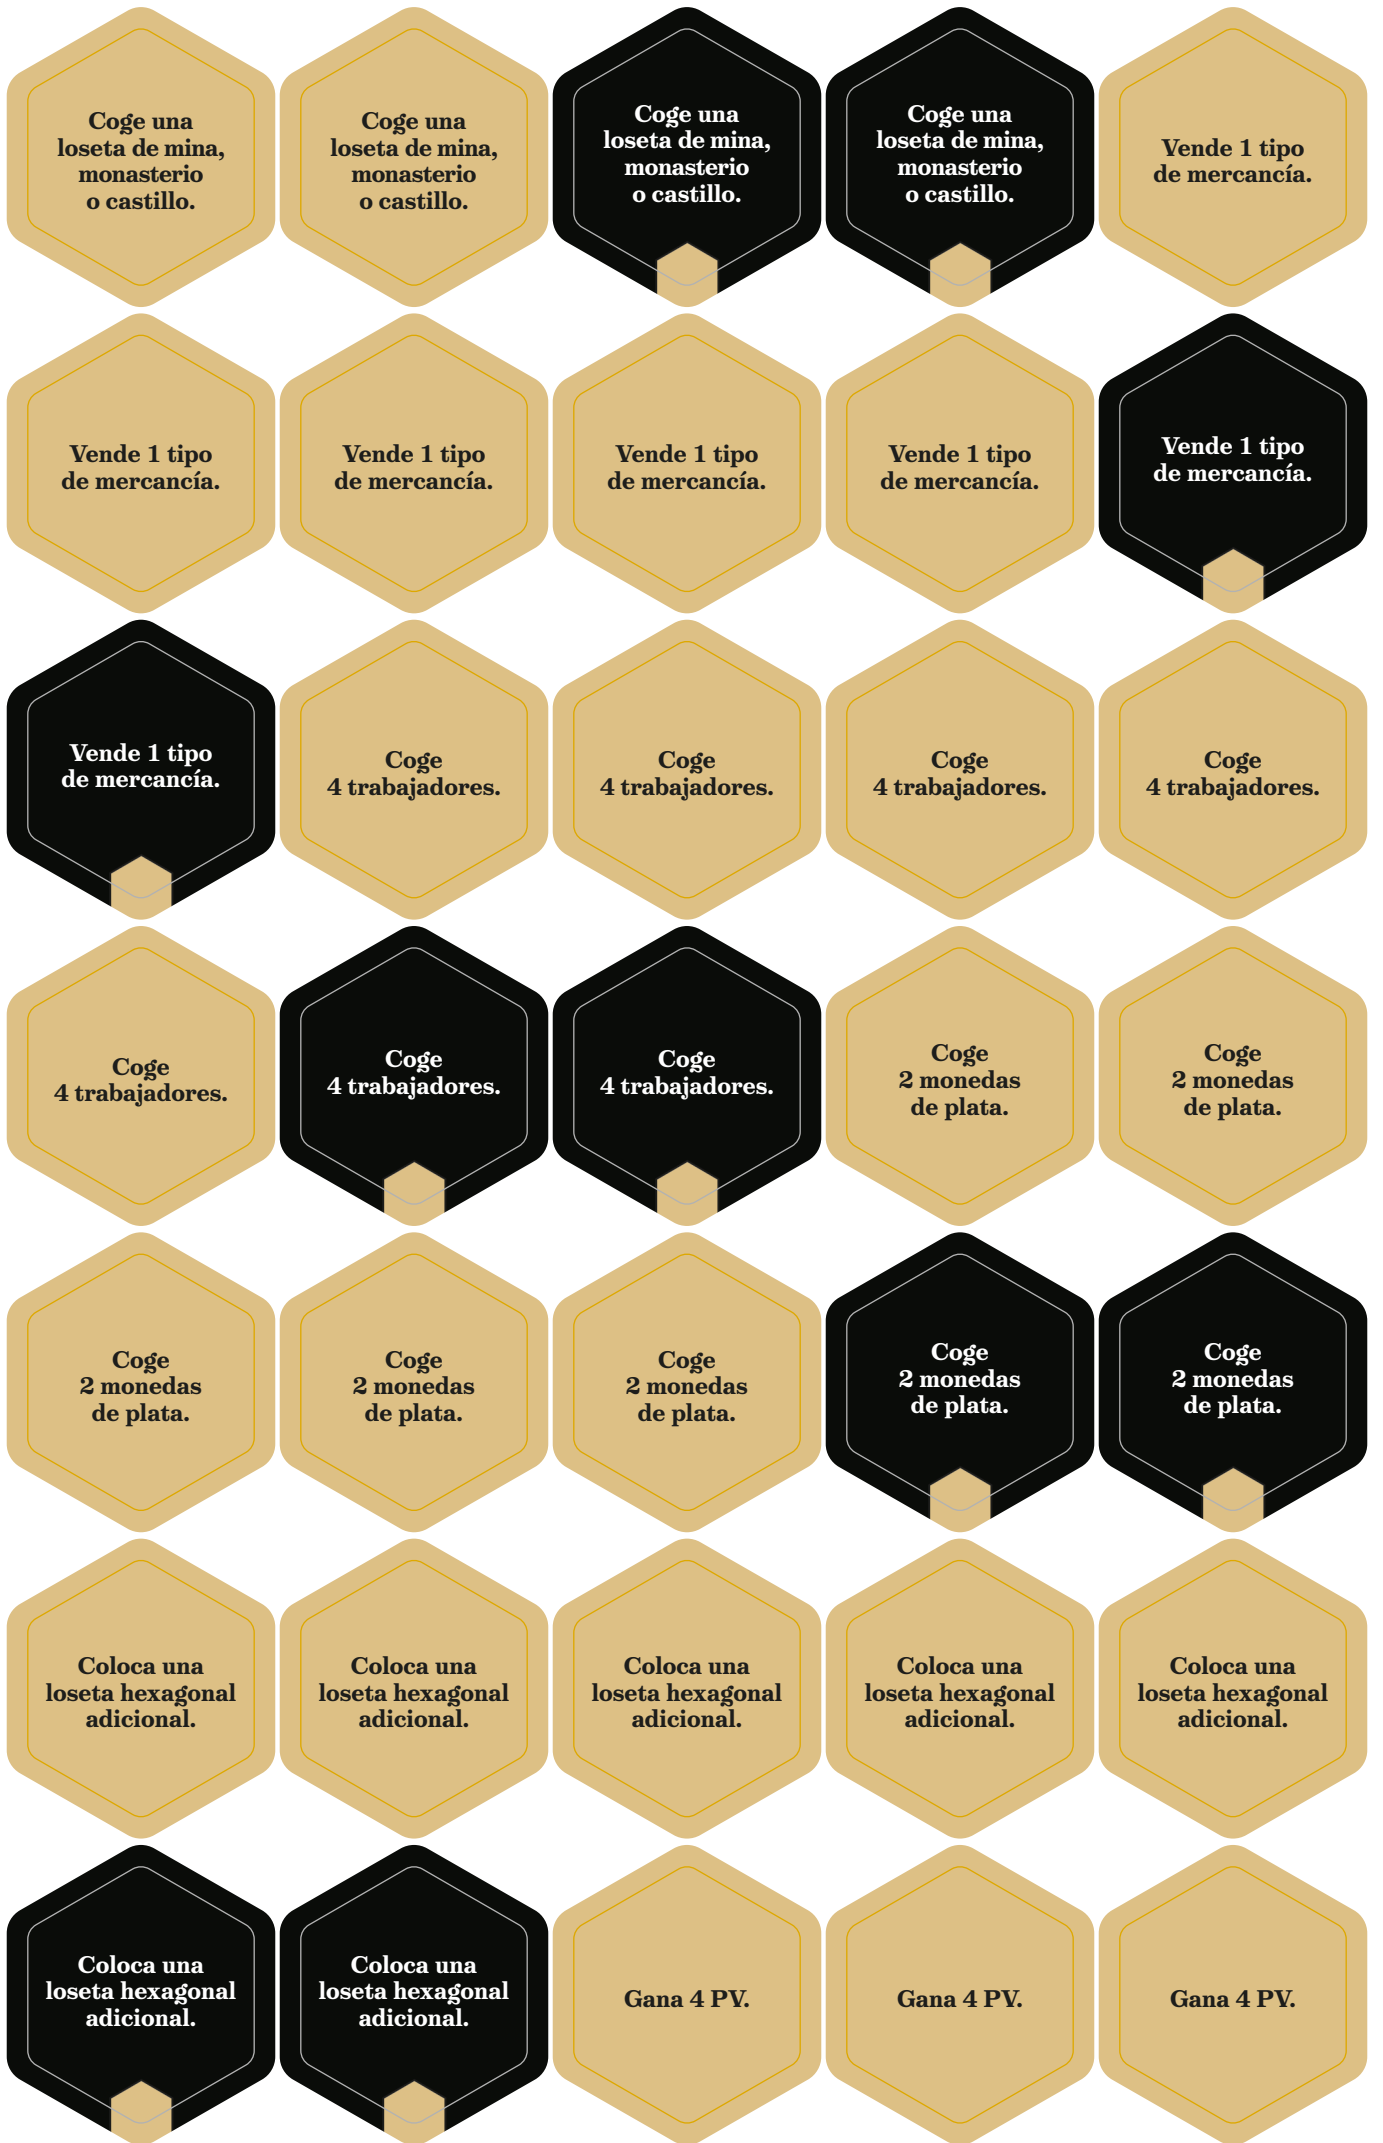 Coge una
loseta de mina,
monasterio
o castillo.
Coge una
loseta de mina,
monasterio
o castillo.
Coge una
loseta de mina,
monasterio
o castillo.
Coge una
loseta de mina,
monasterio
o castillo.
Vende 1 tipo
de mercancía.
Vende 1 tipo
de mercancía.
Vende 1 tipo
de mercancía.
Vende 1 tipo
de mercancía.
Vende 1 tipo
de mercancía.
Vende 1 tipo
de mercancía.
Vende 1 tipo
de mercancía.
Coge
4 trabajadores.
Coge
4 trabajadores.
Coge
4 trabajadores.
Coge
4 trabajadores.
Coge
4 trabajadores.
Coge
4 trabajadores.
Coge
4 trabajadores.
Coge
2 monedas
de plata.
Coge
2 monedas
de plata.
Coge
2 monedas
de plata.
Coge
2 monedas
de plata.
Coge
2 monedas
de plata.
Coge
2 monedas
de plata.
Coge
2 monedas
de plata.
Coloca una
loseta hexagonal
adicional.
Coloca una
loseta hexagonal
adicional.
Coloca una
loseta hexagonal
adicional.
Coloca una
loseta hexagonal
adicional.
Coloca una
loseta hexagonal
adicional.
Coloca una
loseta hexagonal
adicional.
Coloca una
loseta hexagonal
adicional.
Gana 4 PV.
Gana 4 PV.
Gana 4 PV.